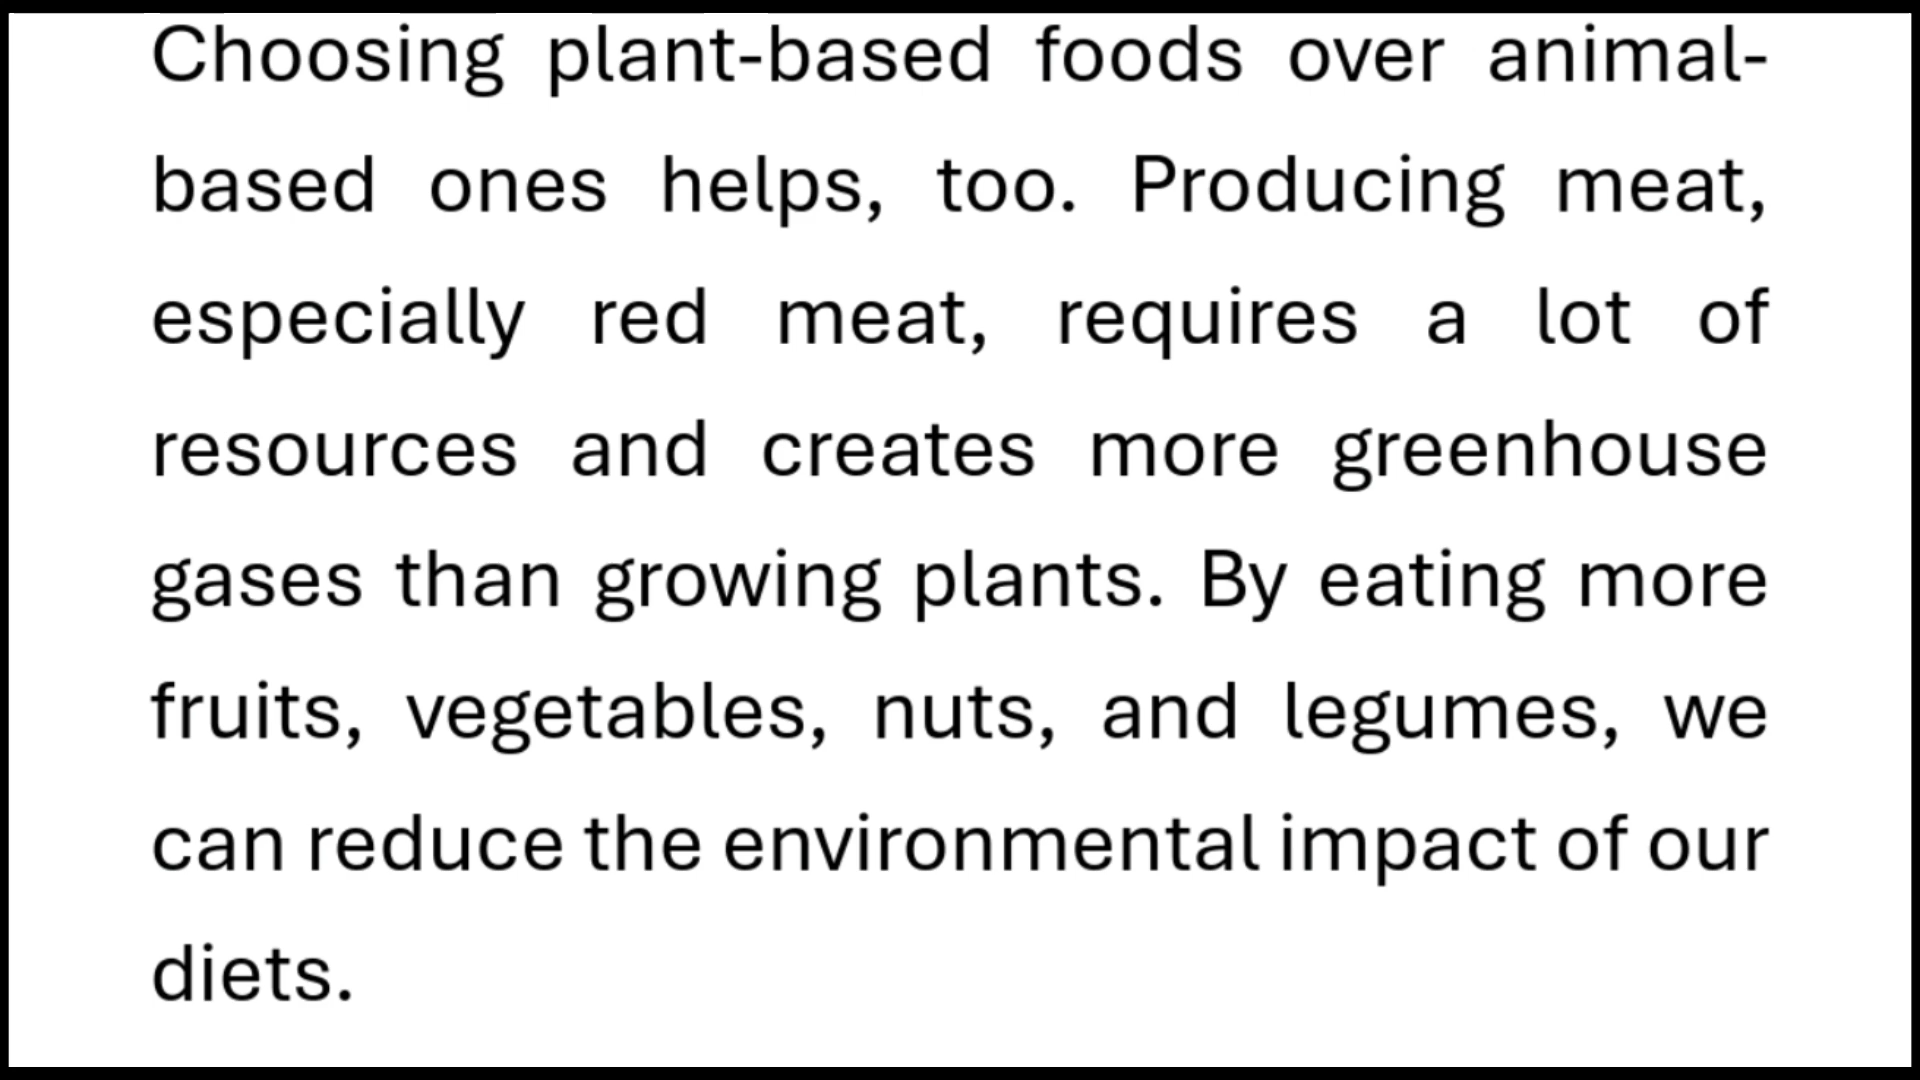 Choosing plant-based foods over animal-
based ones helps, too. Producing meat,
especially red meat, requires a lot of
resources and creates more greenhouse
gases than growing plants. By eating more
fruits, vegetables, nuts, and legumes, we
can reduce the environmental impact of our
diets.